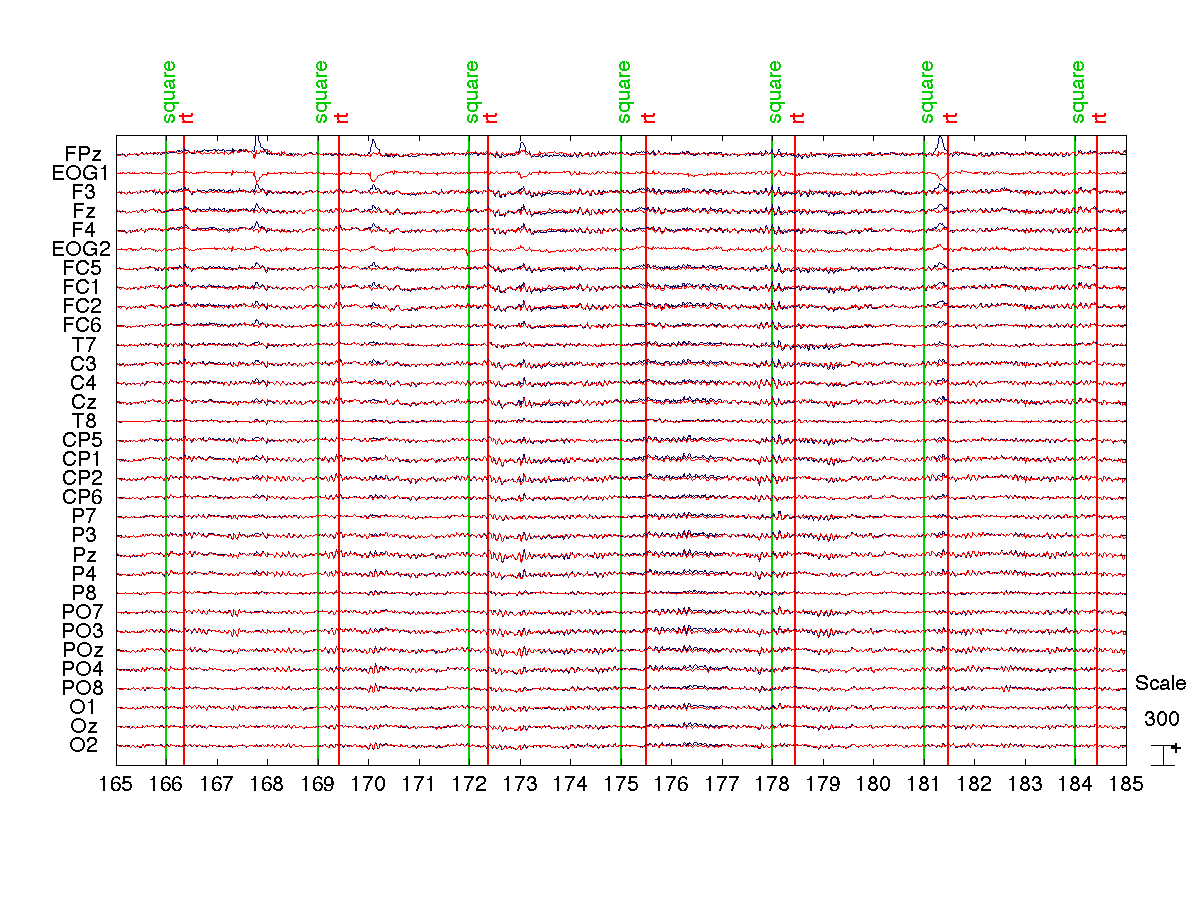 square rt square rt square rt square rt square rt square rt square rt
FPz
EOG1
F3
Fz
F4
EOG2
FC5
FC1
FC2
FC6
T7
C3
C4
Cz
T8
CP5
CP1
CP2
CP6
P7
P3
Pz
P4
P8
PO7
PO3
POz
PO4
PO8
O1
Oz
O2
Scale
300
+
165 166 167 168 169 170 171 172 173 174 175 176 177 178 179 180 181 182 183 184 185